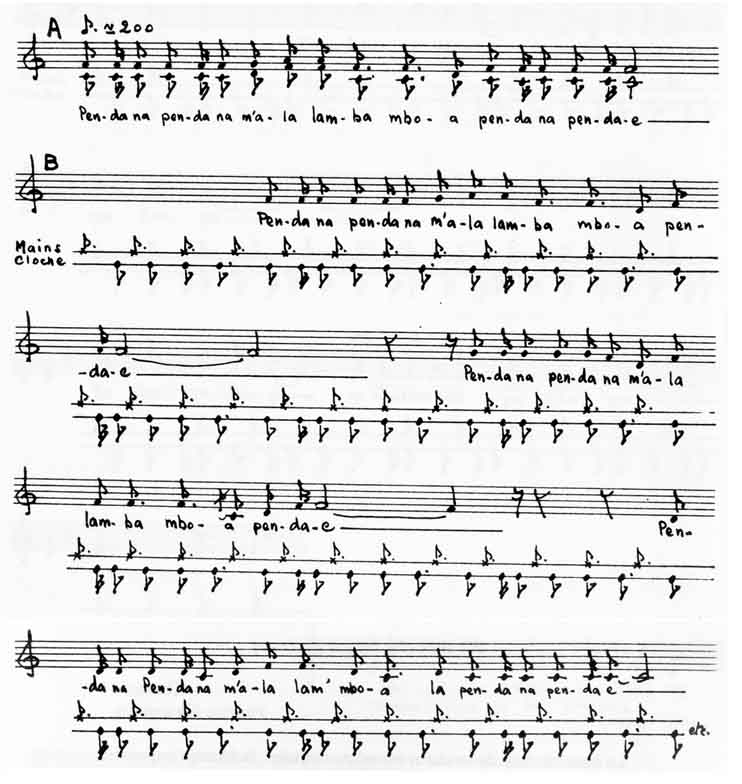 A ♪. ≃ 200
Pen-da na pen-da na m'a-la lam-ba mbo-a pen-da na pen-da-e
B
Pen-da na pen-da na m'a-la lam-ba mbo-a pen-
Mains
Cloche
-da-e Pen-da na pen-da na m'a-la
lam-ba mbo-a pen-da-e Pen-
-da na Pen-da na m'a-la lam' mbo-a la pen-da na pen-da e
etc.